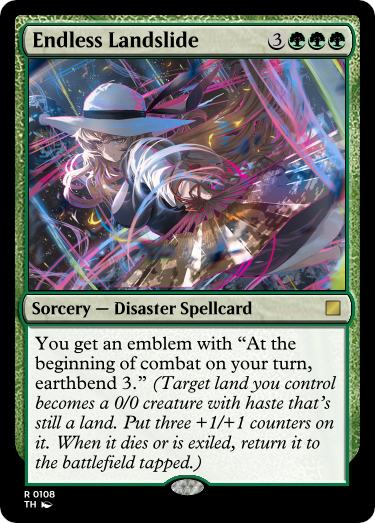 Endless Landslide 3
Sorcery — Disaster Spellcard
You get an emblem with “At the
beginning of combat on your turn,
earthbend 3.” (Target land you control
becomes a 0/0 creature with haste that’s
still a land. Put three +1/+1 counters on
it. When it dies or is exiled, return it to
the battlefield tapped.)
R 0108
TH